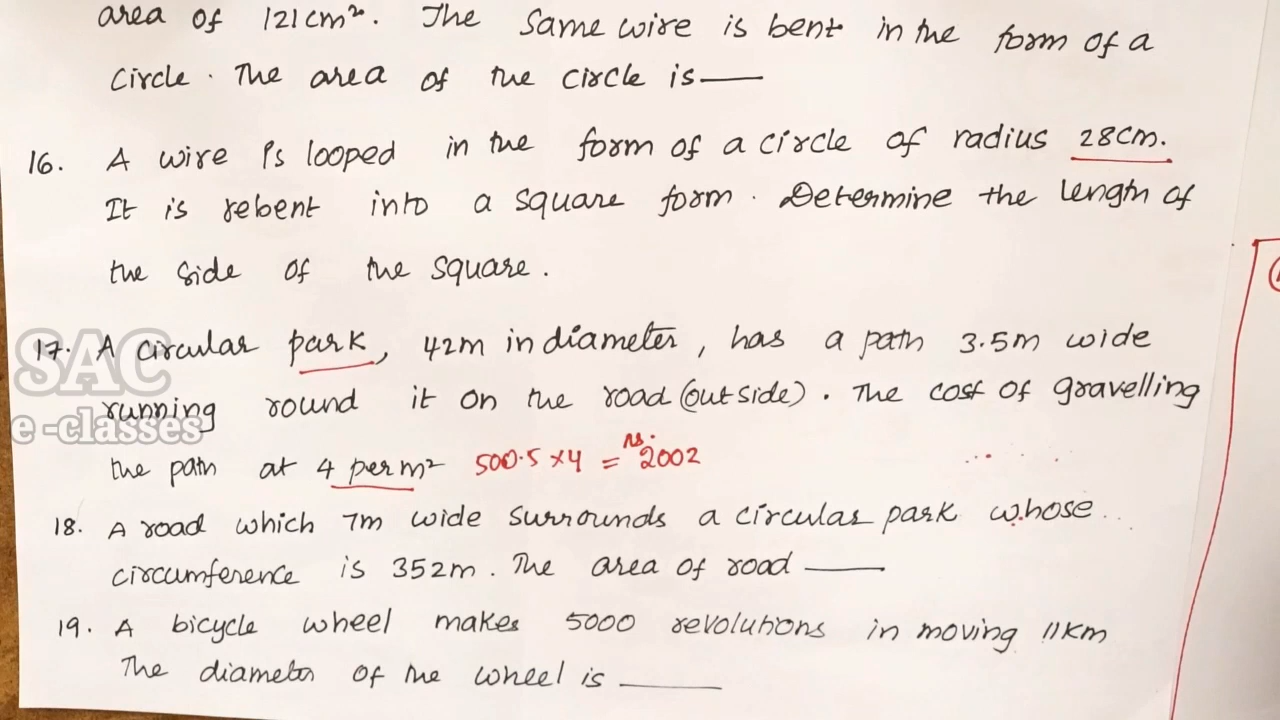 area of 121cm². The same wire is bent in the form of a
circle. The area of the circle is ——
16. A wire is looped in the form of a circle of radius 28cm.
It is rebent into a square form. Determine the length of
the side of the square.
17. A circular park, 42m in diameter, has a path 3.5m wide
running round it on the road (out side). The cost of gravelling
the path at 4 per m² 500.5 × 4 = rs. 2002
18. A road which 7m wide surrounds a circular park whose
circumference is 352m. The area of road ——
19. A bicycle wheel makes 5000 revolutions in moving 11km
The diameter of the wheel is ——
SAC
e-classes